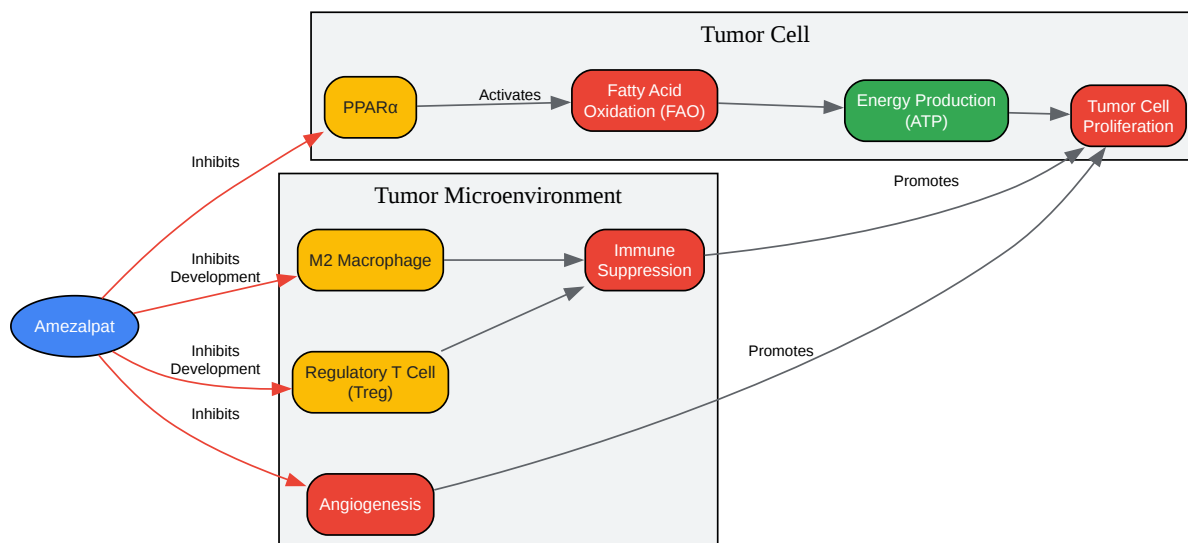 Tumor Cell
PPARα
Activates
Fatty Acid
Oxidation (FAO)
Energy Production
(ATP)
Tumor Cell
Proliferation
Inhibits
Promotes
Tumor Microenvironment
M2 Macrophage
Immune
Suppression
Inhibits
Development
Amezalpat
Inhibits
Development
Regulatory T Cell
(Treg)
Promotes
Inhibits
Angiogenesis